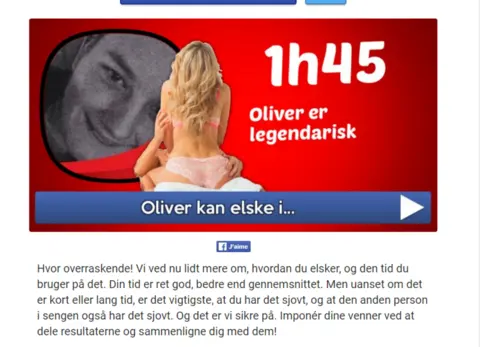 1h45
Oliver er
legendarisk
Oliver kan elske i...
J'aime
Hvor overraskende! Vi ved nu lidt mere om, hvordan du elsker, og den tid du
bruger på det. Din tid er ret god, bedre end gennemsnittet. Men uanset om det
er kort eller lang tid, er det vigtigste, at du har det sjovt, og at den anden person
i sengen også har det sjovt. Og det er vi sikre på. Imponér dine venner ved at
dele resultaterne og sammenligne dig med dem!